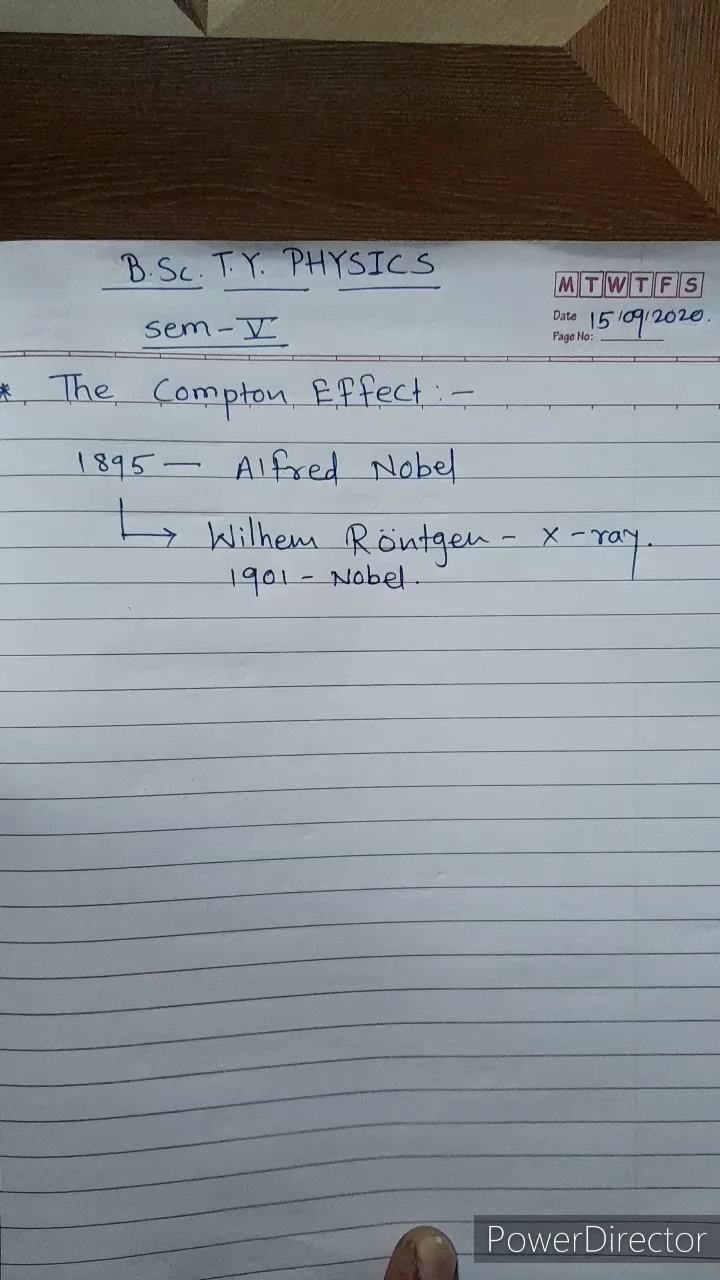 B.Sc. T.Y. PHYSICS
M T W T F S
Date 15/09/2020.
Page No:
sem-V
* The Compton Effect :-
1895 — Alfred Nobel
↳ Wilhem Röntgen - x-ray.
1901 - Nobel.
PowerDirector